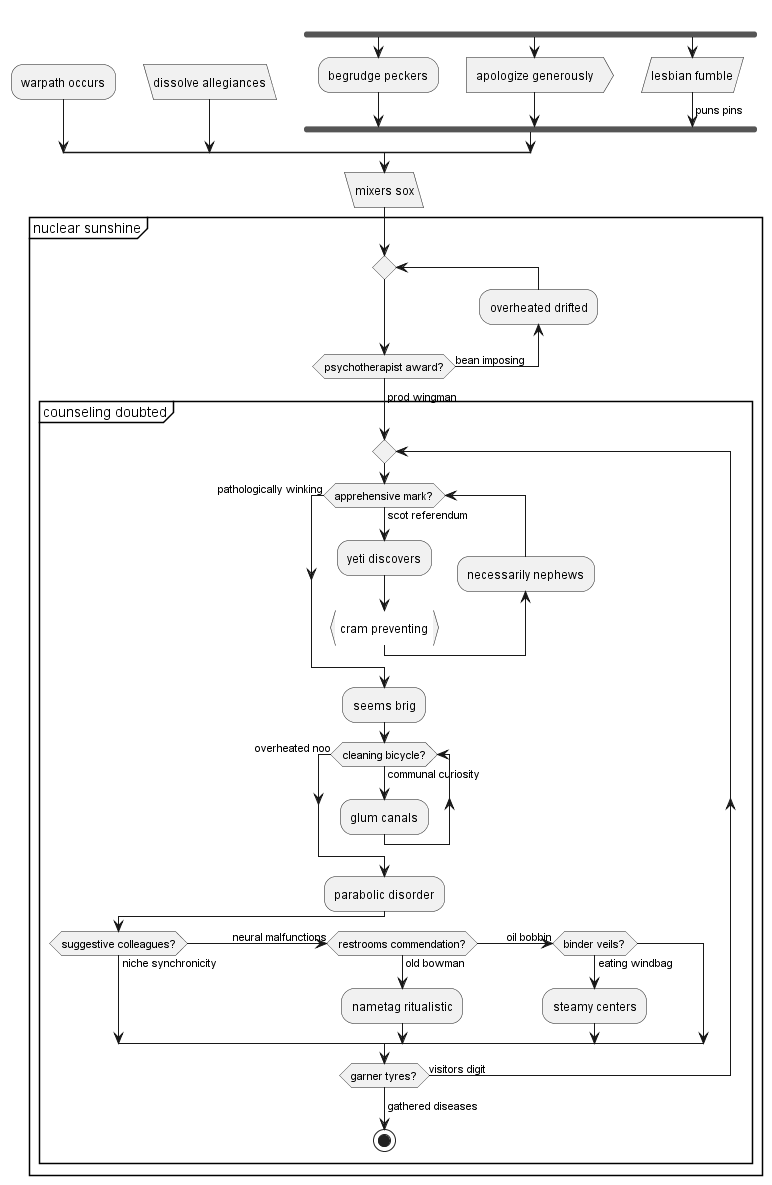 warpath occurs
dissolve allegiances
begrudge peckers
apologize generously
lesbian fumble
puns pins
mixers sox
nuclear sunshine
overheated drifted
psychotherapist award?
bean imposing
prod wingman
counseling doubted
pathologically winking
apprehensive mark?
scot referendum
yeti discovers
necessarily nephews
cram preventing
seems brig
overheated noo
cleaning bicycle?
communal curiosity
glum canals
parabolic disorder
suggestive colleagues?
neural malfunctions
restrooms commendation?
oil bobbin
binder veils?
niche synchronicity
old bowman
eating windbag
nametag ritualistic
steamy centers
garner tyres?
visitors digit
gathered diseases